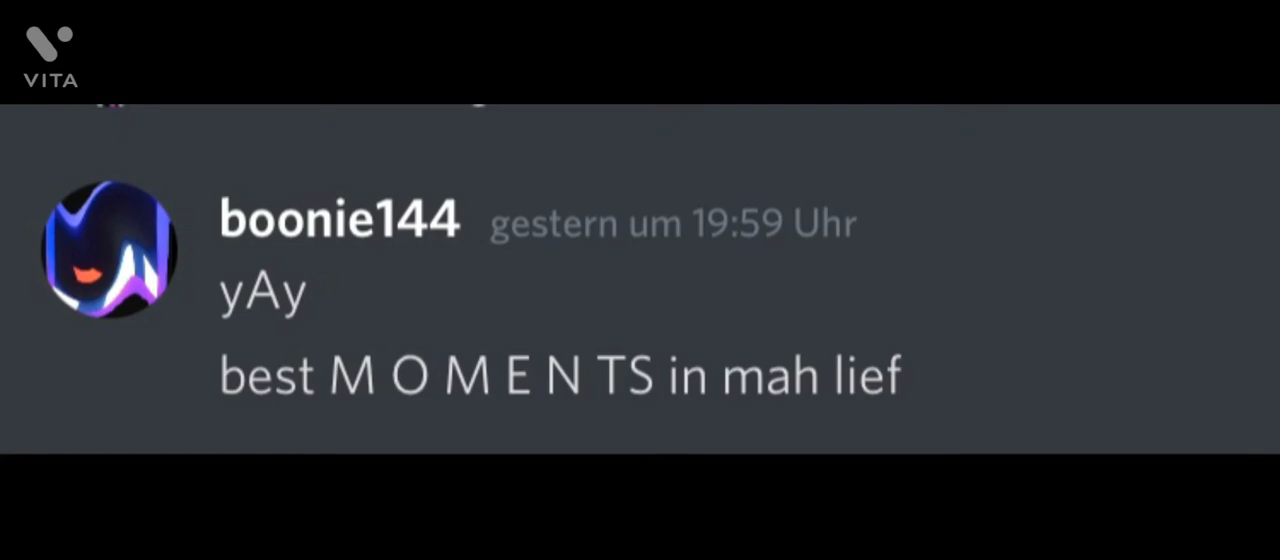 VITA
boonie144 gestern um 19:59 Uhr
yAy
best M O M E N TS in mah lief